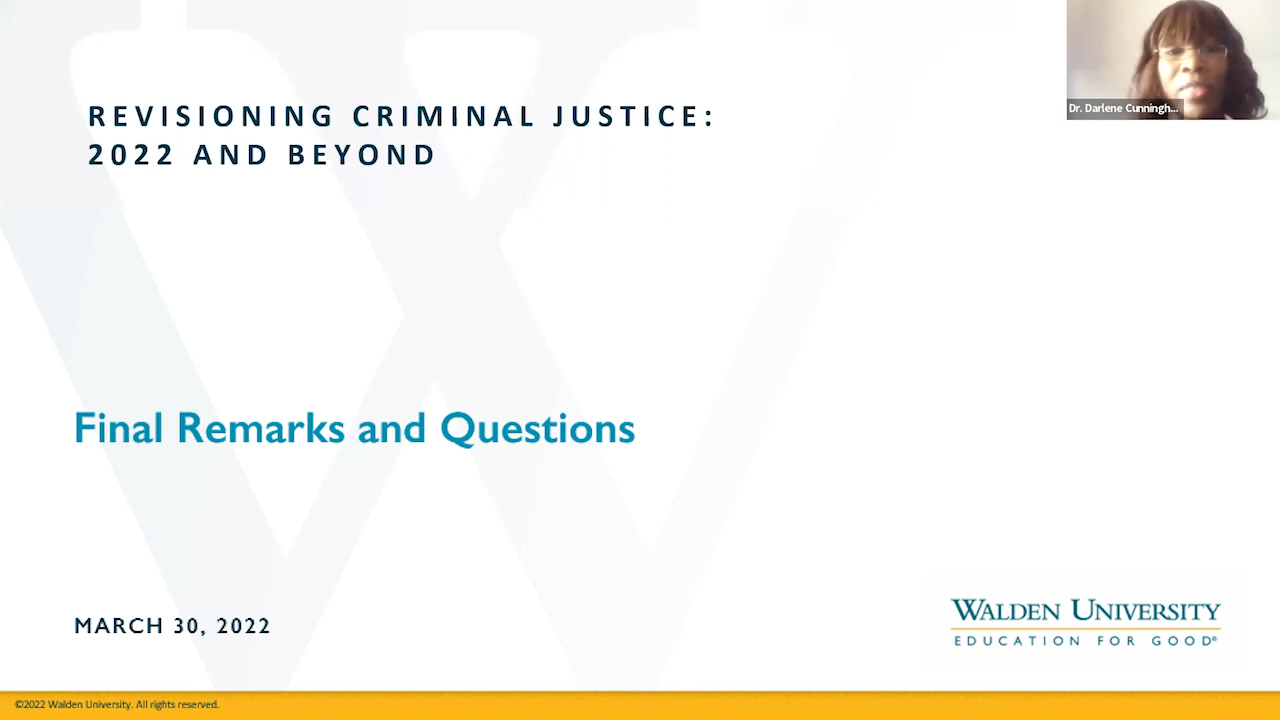 REVISIONING CRIMINAL JUSTICE:
2022 AND BEYOND
Dr. Darlene Cunningh...
Final Remarks and Questions
MARCH 30, 2022
WALDEN UNIVERSITY
EDUCATION FOR GOOD®
©2022 Walden University. All rights reserved.